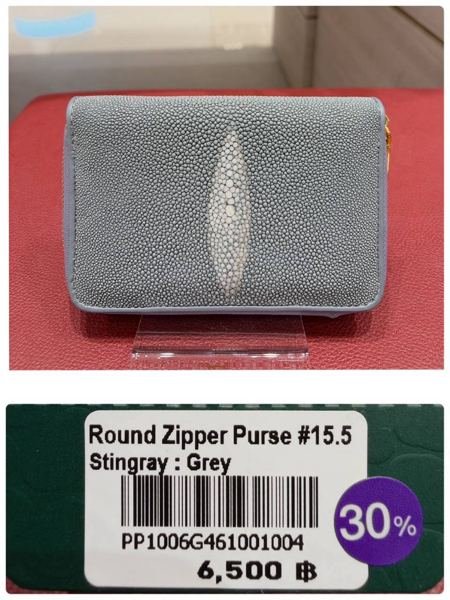 Round Zipper Purse #15.5
Stingray : Grey
PP1006G461001004
6,500 ฿
30%